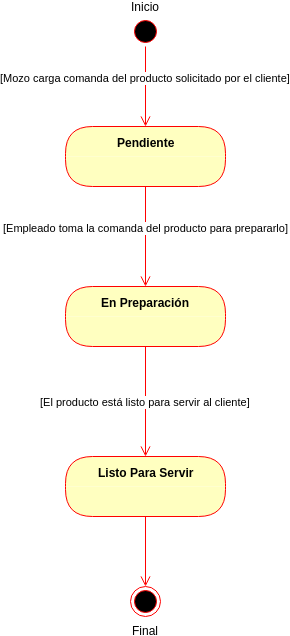 Inicio
[Mozo carga comanda del producto solicitado por el cliente]
Pendiente
[Empleado toma la comanda del producto para prepararlo]
En Preparación
[El producto está listo para servir al cliente]
Listo Para Servir
Final